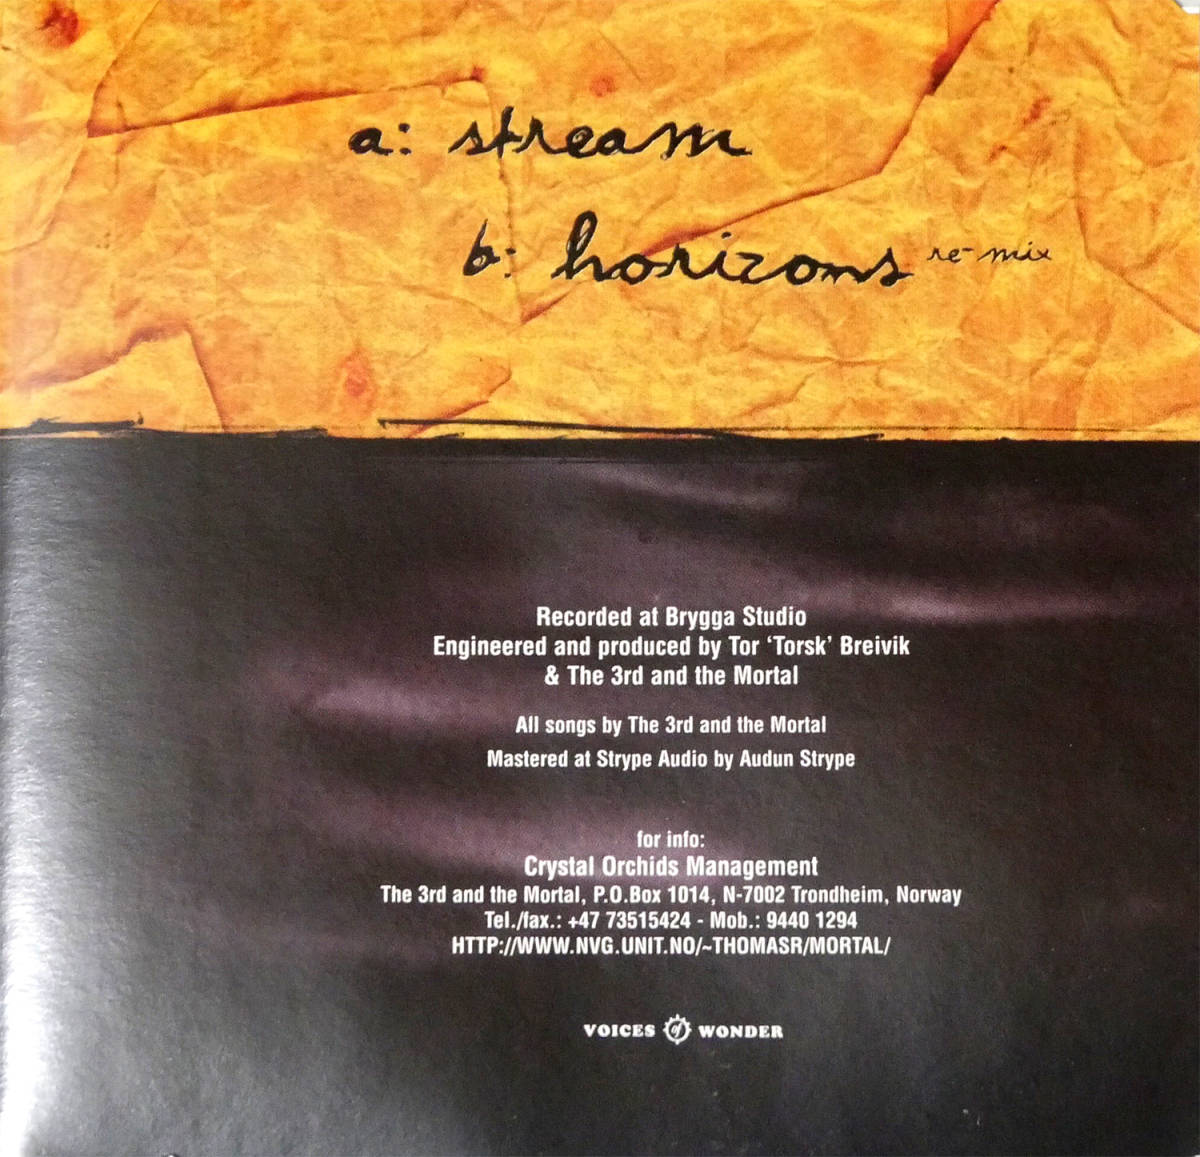 a: stream
b: horizons re-mix
Recorded at Brygga Studio
Engineered and produced by Tor ‘Torsk’ Breivik
& The 3rd and the Mortal
All songs by The 3rd and the Mortal
Mastered at Strype Audio by Audun Strype
for info:
Crystal Orchids Management
The 3rd and the Mortal, P.O.Box 1014, N-7002 Trondheim, Norway
Tel./fax.: +47 73515424 - Mob.: 9440 1294
HTTP://WWW.NVG.UNIT.NO/~THOMASR/MORTAL/
VOICES of WONDER